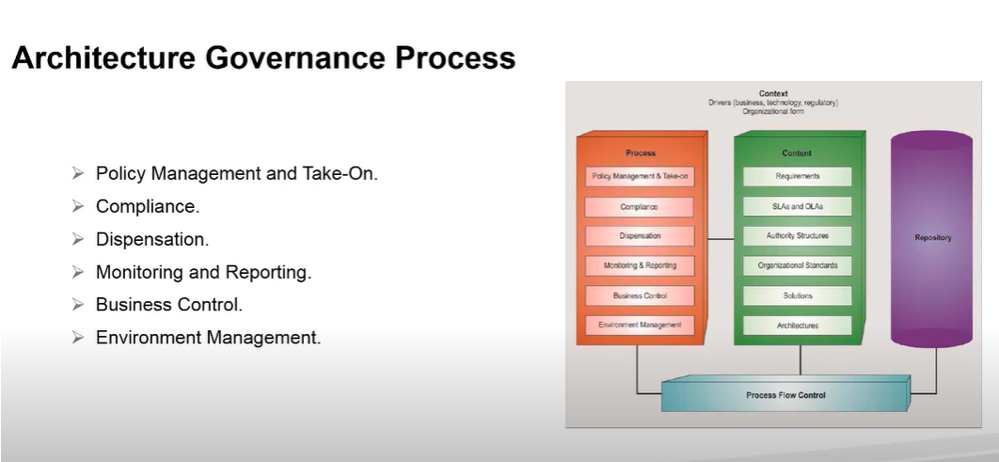 Architecture Governance Process
Policy Management and Take-On.
Compliance.
Dispensation.
Monitoring and Reporting.
Business Control.
Environment Management.
Context
Drivers (business, technology, regulatory)
Organizational form
Process
Policy Management & Take-on
Compliance
Dispensation
Monitoring & Reporting
Business Control
Environment Management
Content
Requirements
SLAs and OLAs
Authority Structures
Organizational Standards
Solutions
Architectures
Repository
Process Flow Control